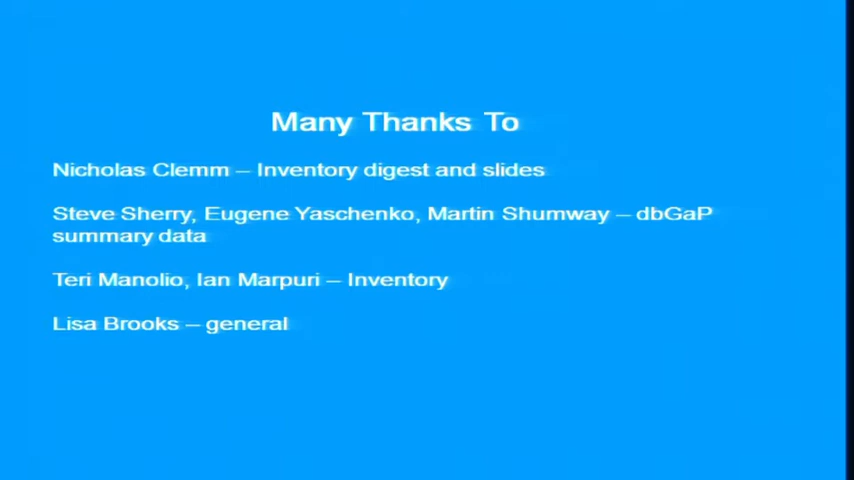 Many Thanks To
Nicholas Clemm – Inventory digest and slides
Steve Sherry, Eugene Yaschenko, Martin Shumway – dbGaP
summary data
Teri Manolio, Ian Marpuri – Inventory
Lisa Brooks – general